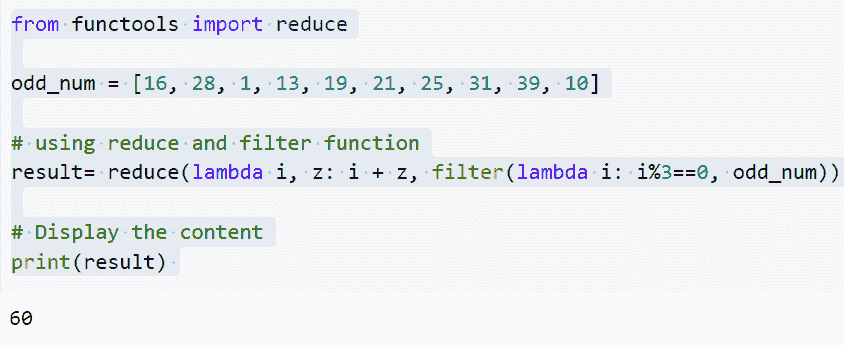 from functools import reduce
odd_num = [16, 28, 1, 13, 19, 21, 25, 31, 39, 10]
# using reduce and filter function
result= reduce(lambda i, z: i + z, filter(lambda i: i%3==0, odd_num))
# Display the content
print(result)
60